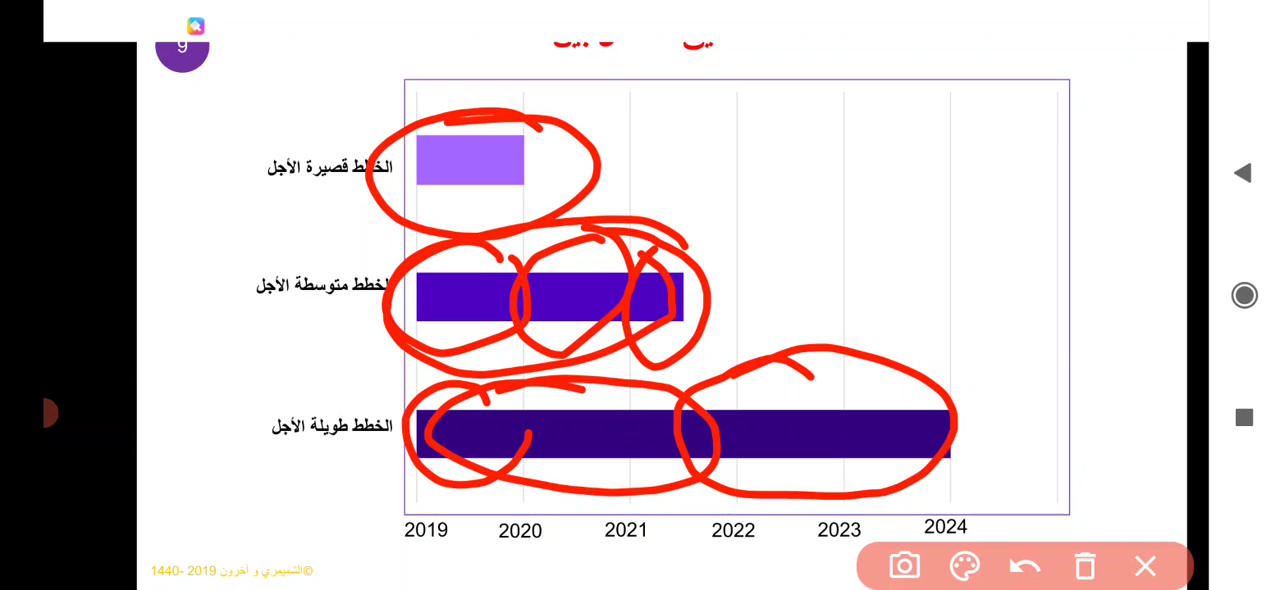 9
الخطط قصيرة الأجل
الخطط متوسطة الأجل
الخطط طويلة الأجل
2019 2020 2021 2022 2023 2024
©الشميمري و آخرون 2019 -1440